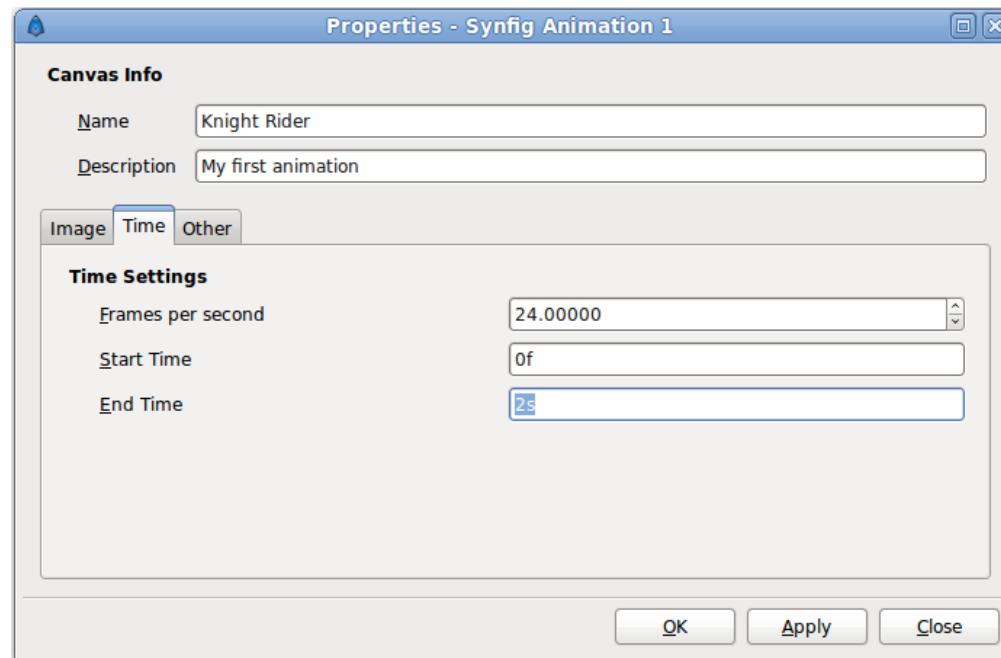 Properties - Synfig Animation 1
Canvas Info
Name Knight Rider
Description My first animation
Image Time Other
Time Settings
Frames per second 24.00000
Start Time 0f
End Time 2s
OK Apply Close